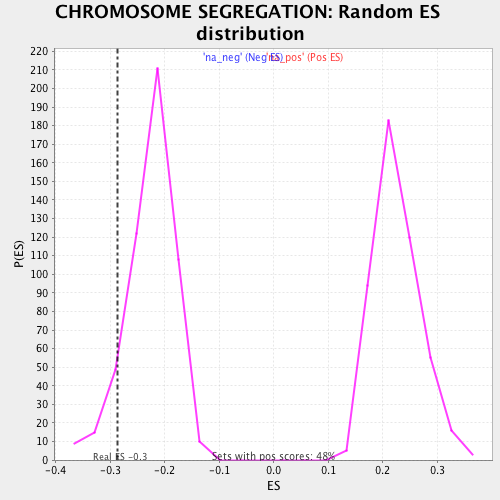 CHROMOSOME SEGREGATION: Random ES
distribution
'na_neg' (Neg ES) 'na_pos' (Pos ES)
220
210
200
190
180
170
160
150
140
130
120
110
100
90
80
70
60
50
40
30
20
10
0
P(ES)
Real ES -0.3
Sets with pos scores: 48%
-0.4 -0.3 -0.2 -0.1 0.0 0.1 0.2 0.3
ES